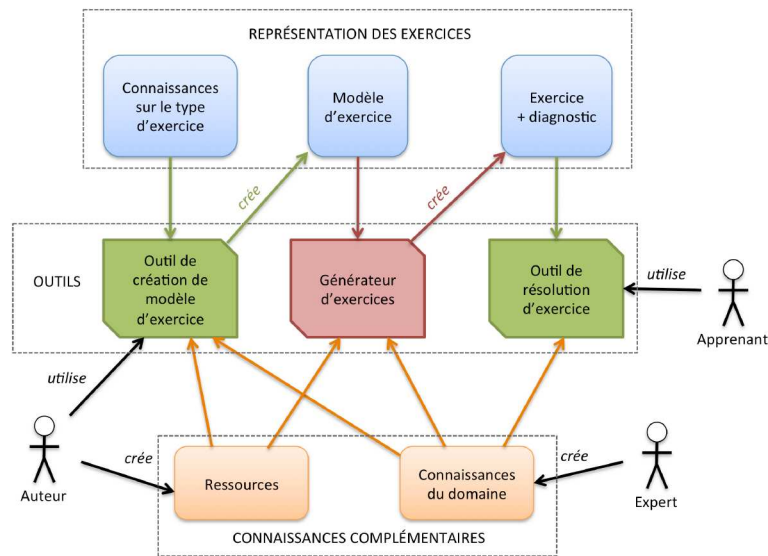 REPRÉSENTATION DES EXERCICES
Connaissances
sur le type
d'exercice
Modèle
d'exercice
Exercice
+ diagnostic
crée
crée
OUTILS
Outil de
création de
modèle
d'exercice
Générateur
d'exercices
Outil de
résolution
d'exercice
utilise
Apprenant
utilise
Auteur
crée
Ressources
Connaissances
du domaine
crée
Expert
CONNAISSANCES COMPLÉMENTAIRES